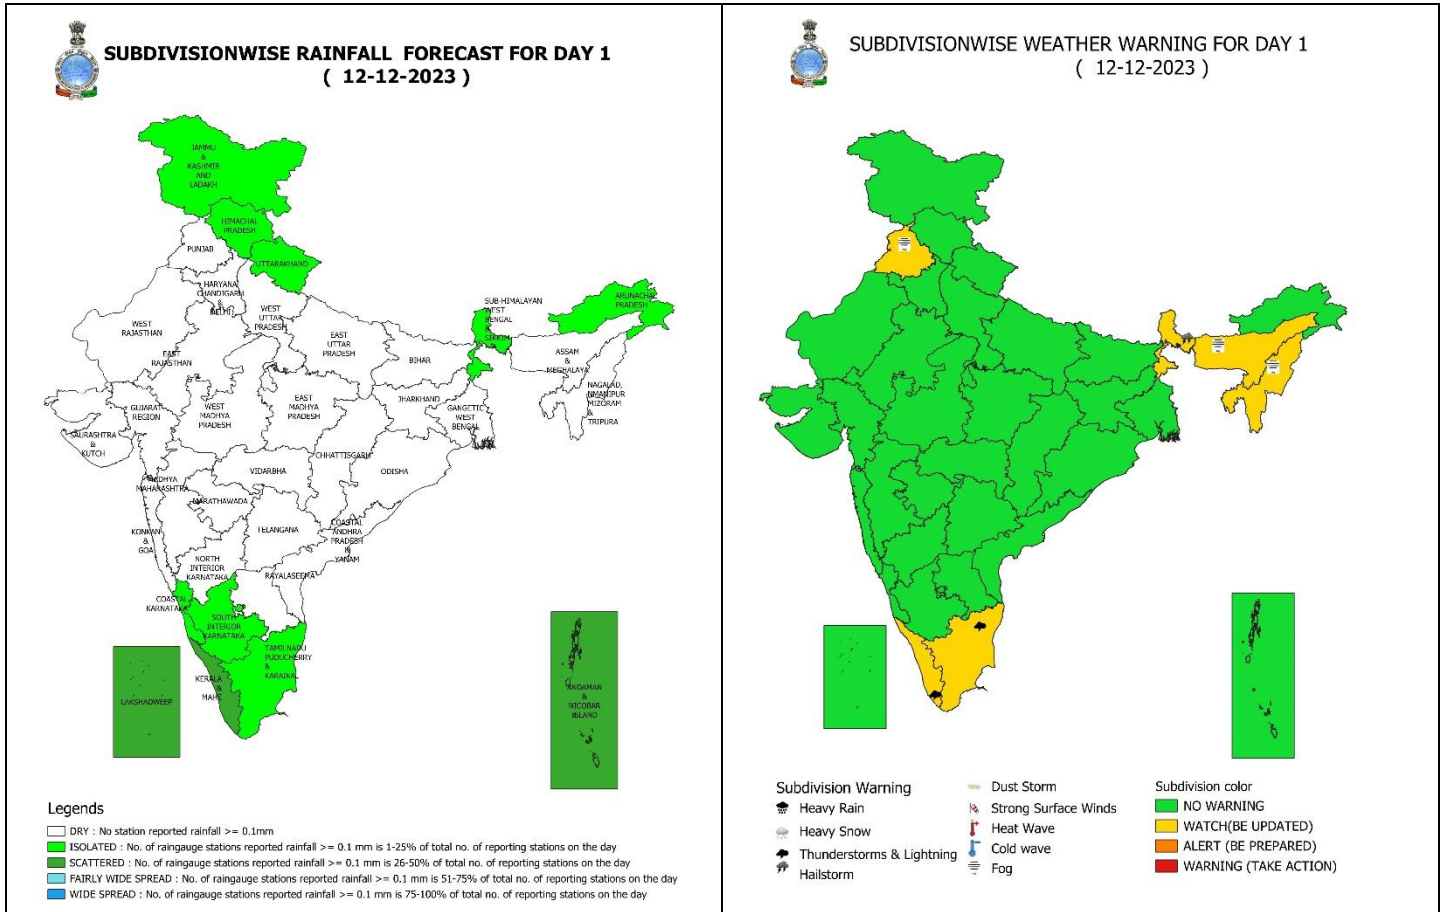 SUBDIVISIONWISE RAINFALL FORECAST FOR DAY 1
( 12-12-2023 )
JAMMU
&
KASHMIR
AND
LADAKH
HIMACHAL
PRADESH
PUNJAB
UTTARAKHAND
HARYANA
CHANDIGARH
&
DELHI
WEST
UTTAR
PRADESH
SUB-HIMALAYAN
WEST
BENGAL
&
SIKKIM
ARUNACHAL
PRADESH
WEST
RAJASTHAN
EAST
UTTAR
PRADESH
EAST
RAJASTHAN
BIHAR
ASSAM
&
MEGHALAYA
NAGALAD,
MANIPUR
MIZORAM
&
TRIPURA
GUJARAT
REGION
WEST
MADHYA
PRADESH
EAST
MADHYA
PRADESH
JHARKHAND
GANGETIC
WEST
BENGAL
SAURASHTRA
&
KUTCH
CHHATTISGARH
VIDARBHA
ODISHA
MADHYA
MAHARASHTRA
MARATHAWADA
KONKAN
&
GOA
TELANGANA
COASTAL
ANDHRA
PRADESH
&
YANAM
NORTH
INTERIOR
KARNATAKA
RAYALASEEMA
COASTAL
KARNATAKA
SOUTH
INTERIOR
KARNATAKA
TAMILNADU
PUDUCHERRY
&
KARAIKAL
KERALA
&
MAHE
LAKSHADWEEP
ANDAMAN
&
NICOBAR
ISLAND
Legends
DRY : No station reported rainfall >= 0.1mm
ISOLATED : No. of raingauge stations reported rainfall >= 0.1 mm is 1-25% of total no. of reporting stations on the day
SCATTERED : No. of raingauge stations reported rainfall >= 0.1 mm is 26-50% of total no. of reporting stations on the day
FAIRLY WIDE SPREAD : No. of raingauge stations reported rainfall >= 0.1 mm is 51-75% of total no. of reporting stations on the day
WIDE SPREAD : No. of raingauge stations reported rainfall >= 0.1 mm is 75-100% of total no. of reporting stations on the day
SUBDIVISIONWISE WEATHER WARNING FOR DAY 1
( 12-12-2023 )
Subdivision Warning
Heavy Rain
Heavy Snow
Thunderstorms & Lightning
Hailstorm
Dust Storm
Strong Surface Winds
Heat Wave
Cold wave
Fog
Subdivision color
NO WARNING
WATCH(BE UPDATED)
ALERT (BE PREPARED)
WARNING (TAKE ACTION)